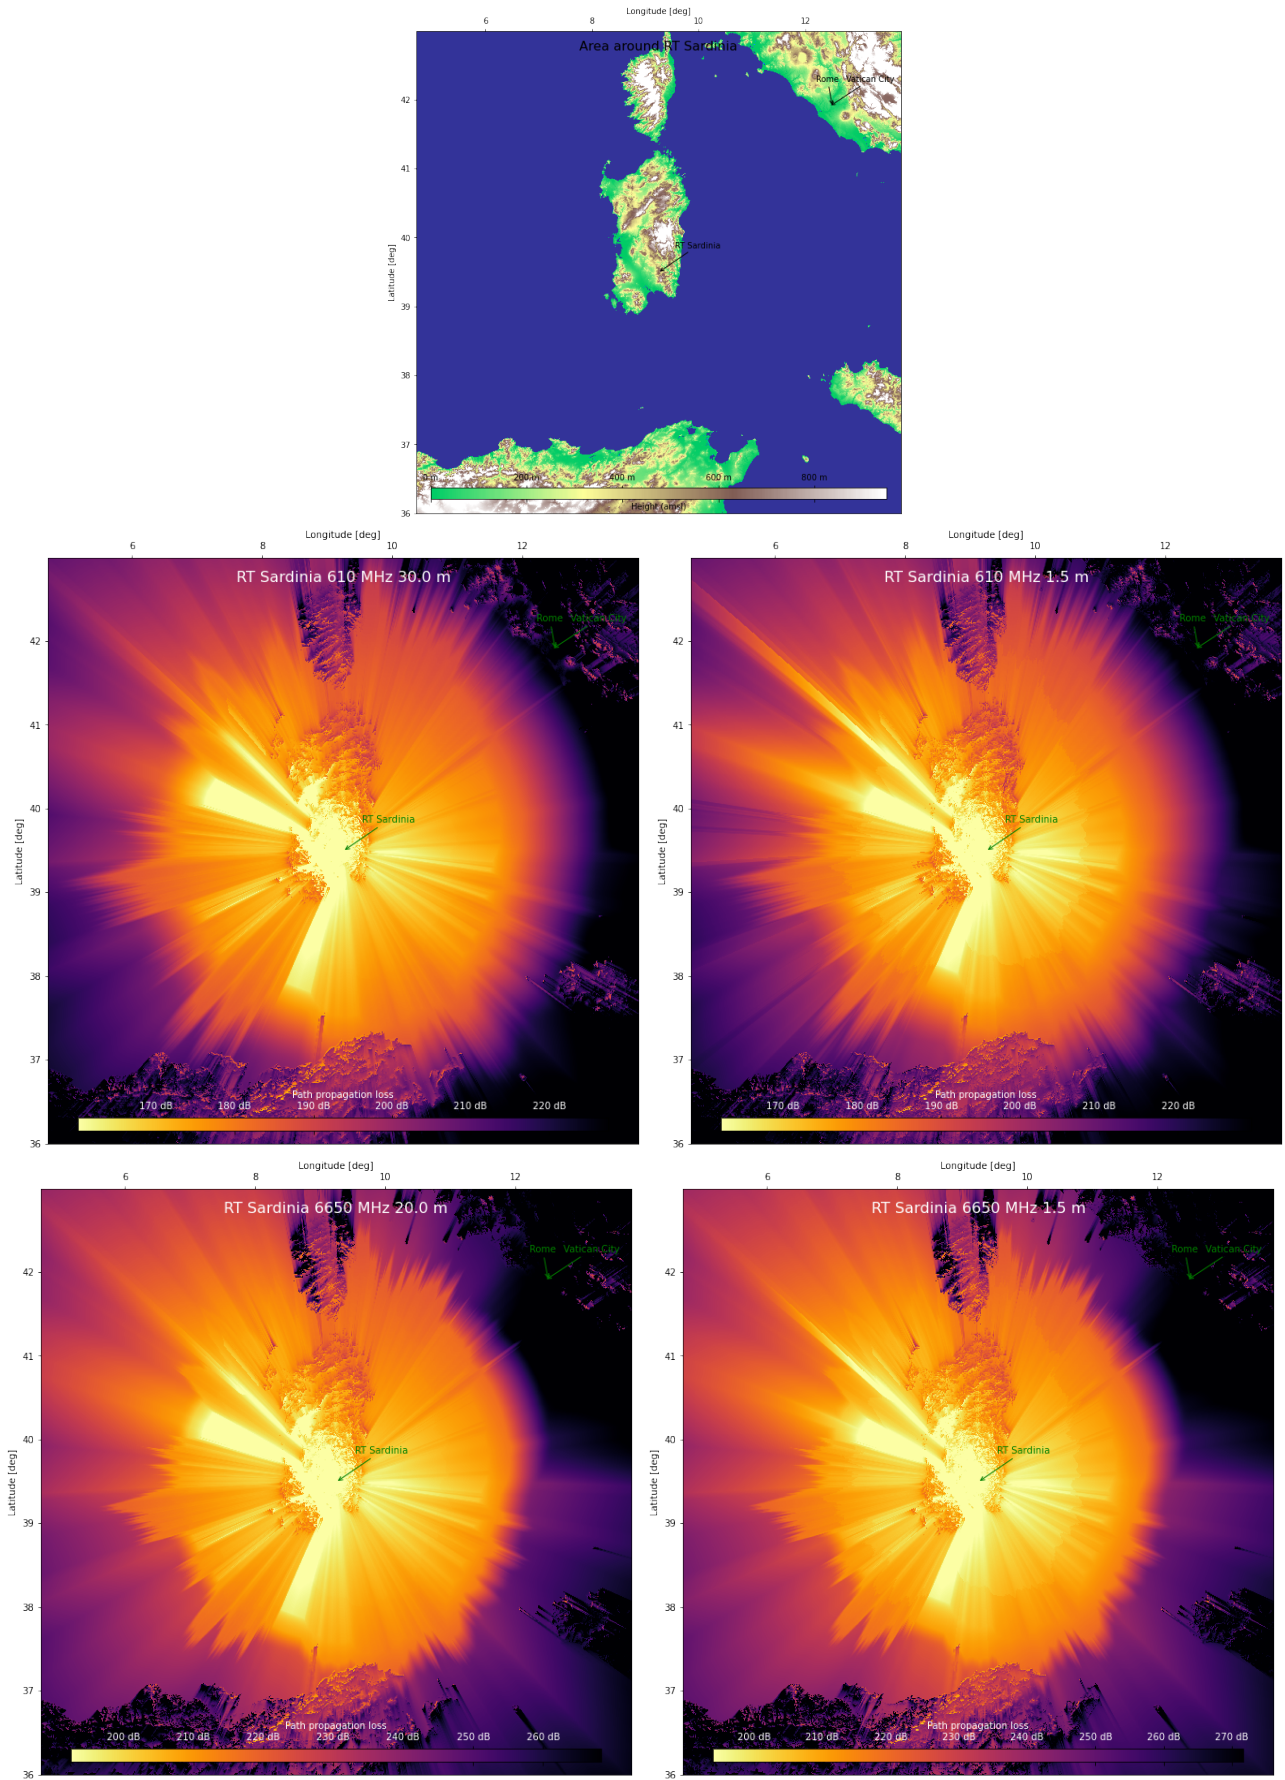 Longitude [deg]
6 8 10 12
Area around RT Sardinia
Rome Vatican City
42
41
40
RT Sardinia
Latitude [deg]
39
38
37
0 m 200 m 400 m 600 m 800 m
Height (amsl)
36
Longitude [deg]
6 8 10 12
RT Sardinia 610 MHz 30.0 m
Rome Vatican City
42
41
40
RT Sardinia
Latitude [deg]
39
38
37
Path propagation loss
170 dB 180 dB 190 dB 200 dB 210 dB 220 dB
36
Longitude [deg]
6 8 10 12
RT Sardinia 610 MHz 1.5 m
Rome Vatican City
42
41
40
RT Sardinia
Latitude [deg]
39
38
37
Path propagation loss
170 dB 180 dB 190 dB 200 dB 210 dB 220 dB
36
Longitude [deg]
6 8 10 12
RT Sardinia 6650 MHz 20.0 m
Rome Vatican City
42
41
40
RT Sardinia
Latitude [deg]
39
38
37
Path propagation loss
200 dB 210 dB 220 dB 230 dB 240 dB 250 dB 260 dB
36
Longitude [deg]
6 8 10 12
RT Sardinia 6650 MHz 1.5 m
Rome Vatican City
42
41
40
RT Sardinia
Latitude [deg]
39
38
37
Path propagation loss
200 dB 210 dB 220 dB 230 dB 240 dB 250 dB 260 dB 270 dB
36